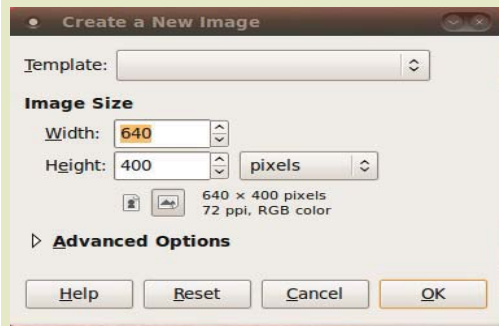 Create a New Image
Template:
Image Size
Width: 640
Height: 400 pixels
640 × 400 pixels
72 ppi, RGB color
Advanced Options
Help Reset Cancel OK